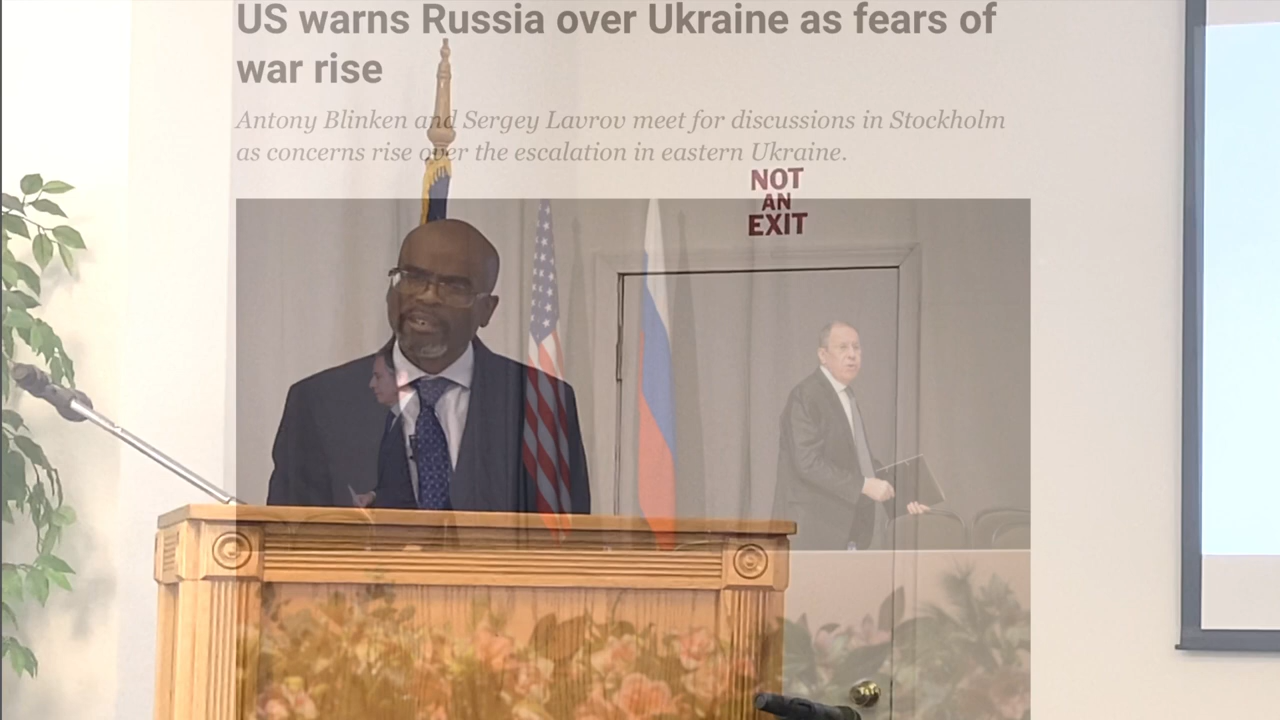 US warns Russia over Ukraine as fears of
war rise
Antony Blinken and Sergey Lavrov meet for discussions in Stockholm
as concerns rise over the escalation in eastern Ukraine.
NOT
AN
EXIT